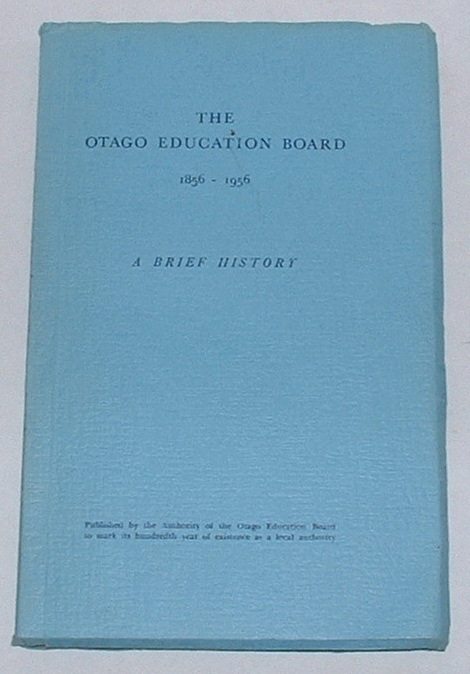 THE
OTAGO EDUCATION BOARD
1856 - 1956
A BRIEF HISTORY
Published by the Authority of the Otago Education Board
to mark its hundredth year of existence as a local authority